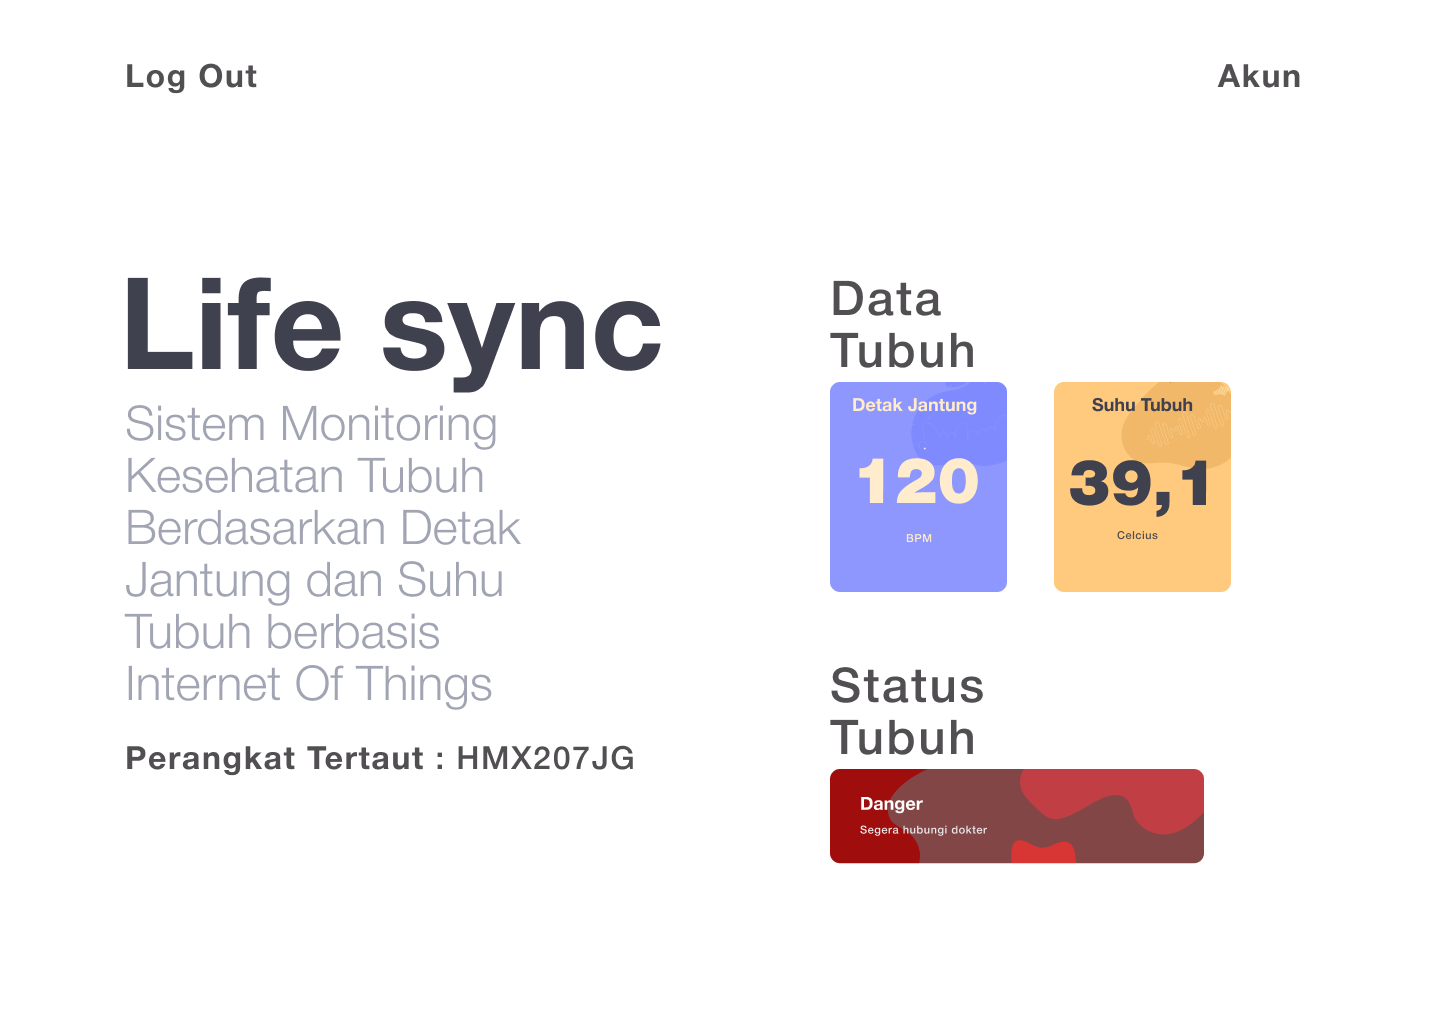 Log Out
Akun
Life sync
Sistem Monitoring
Kesehatan Tubuh
Berdasarkan Detak
Jantung dan Suhu
Tubuh berbasis
Internet Of Things
Perangkat Tertaut : HMX207JG
Data
Tubuh
Detak Jantung
120
BPM
Suhu Tubuh
39,1
Celcius
Status
Tubuh
Danger
Segera hubungi dokter